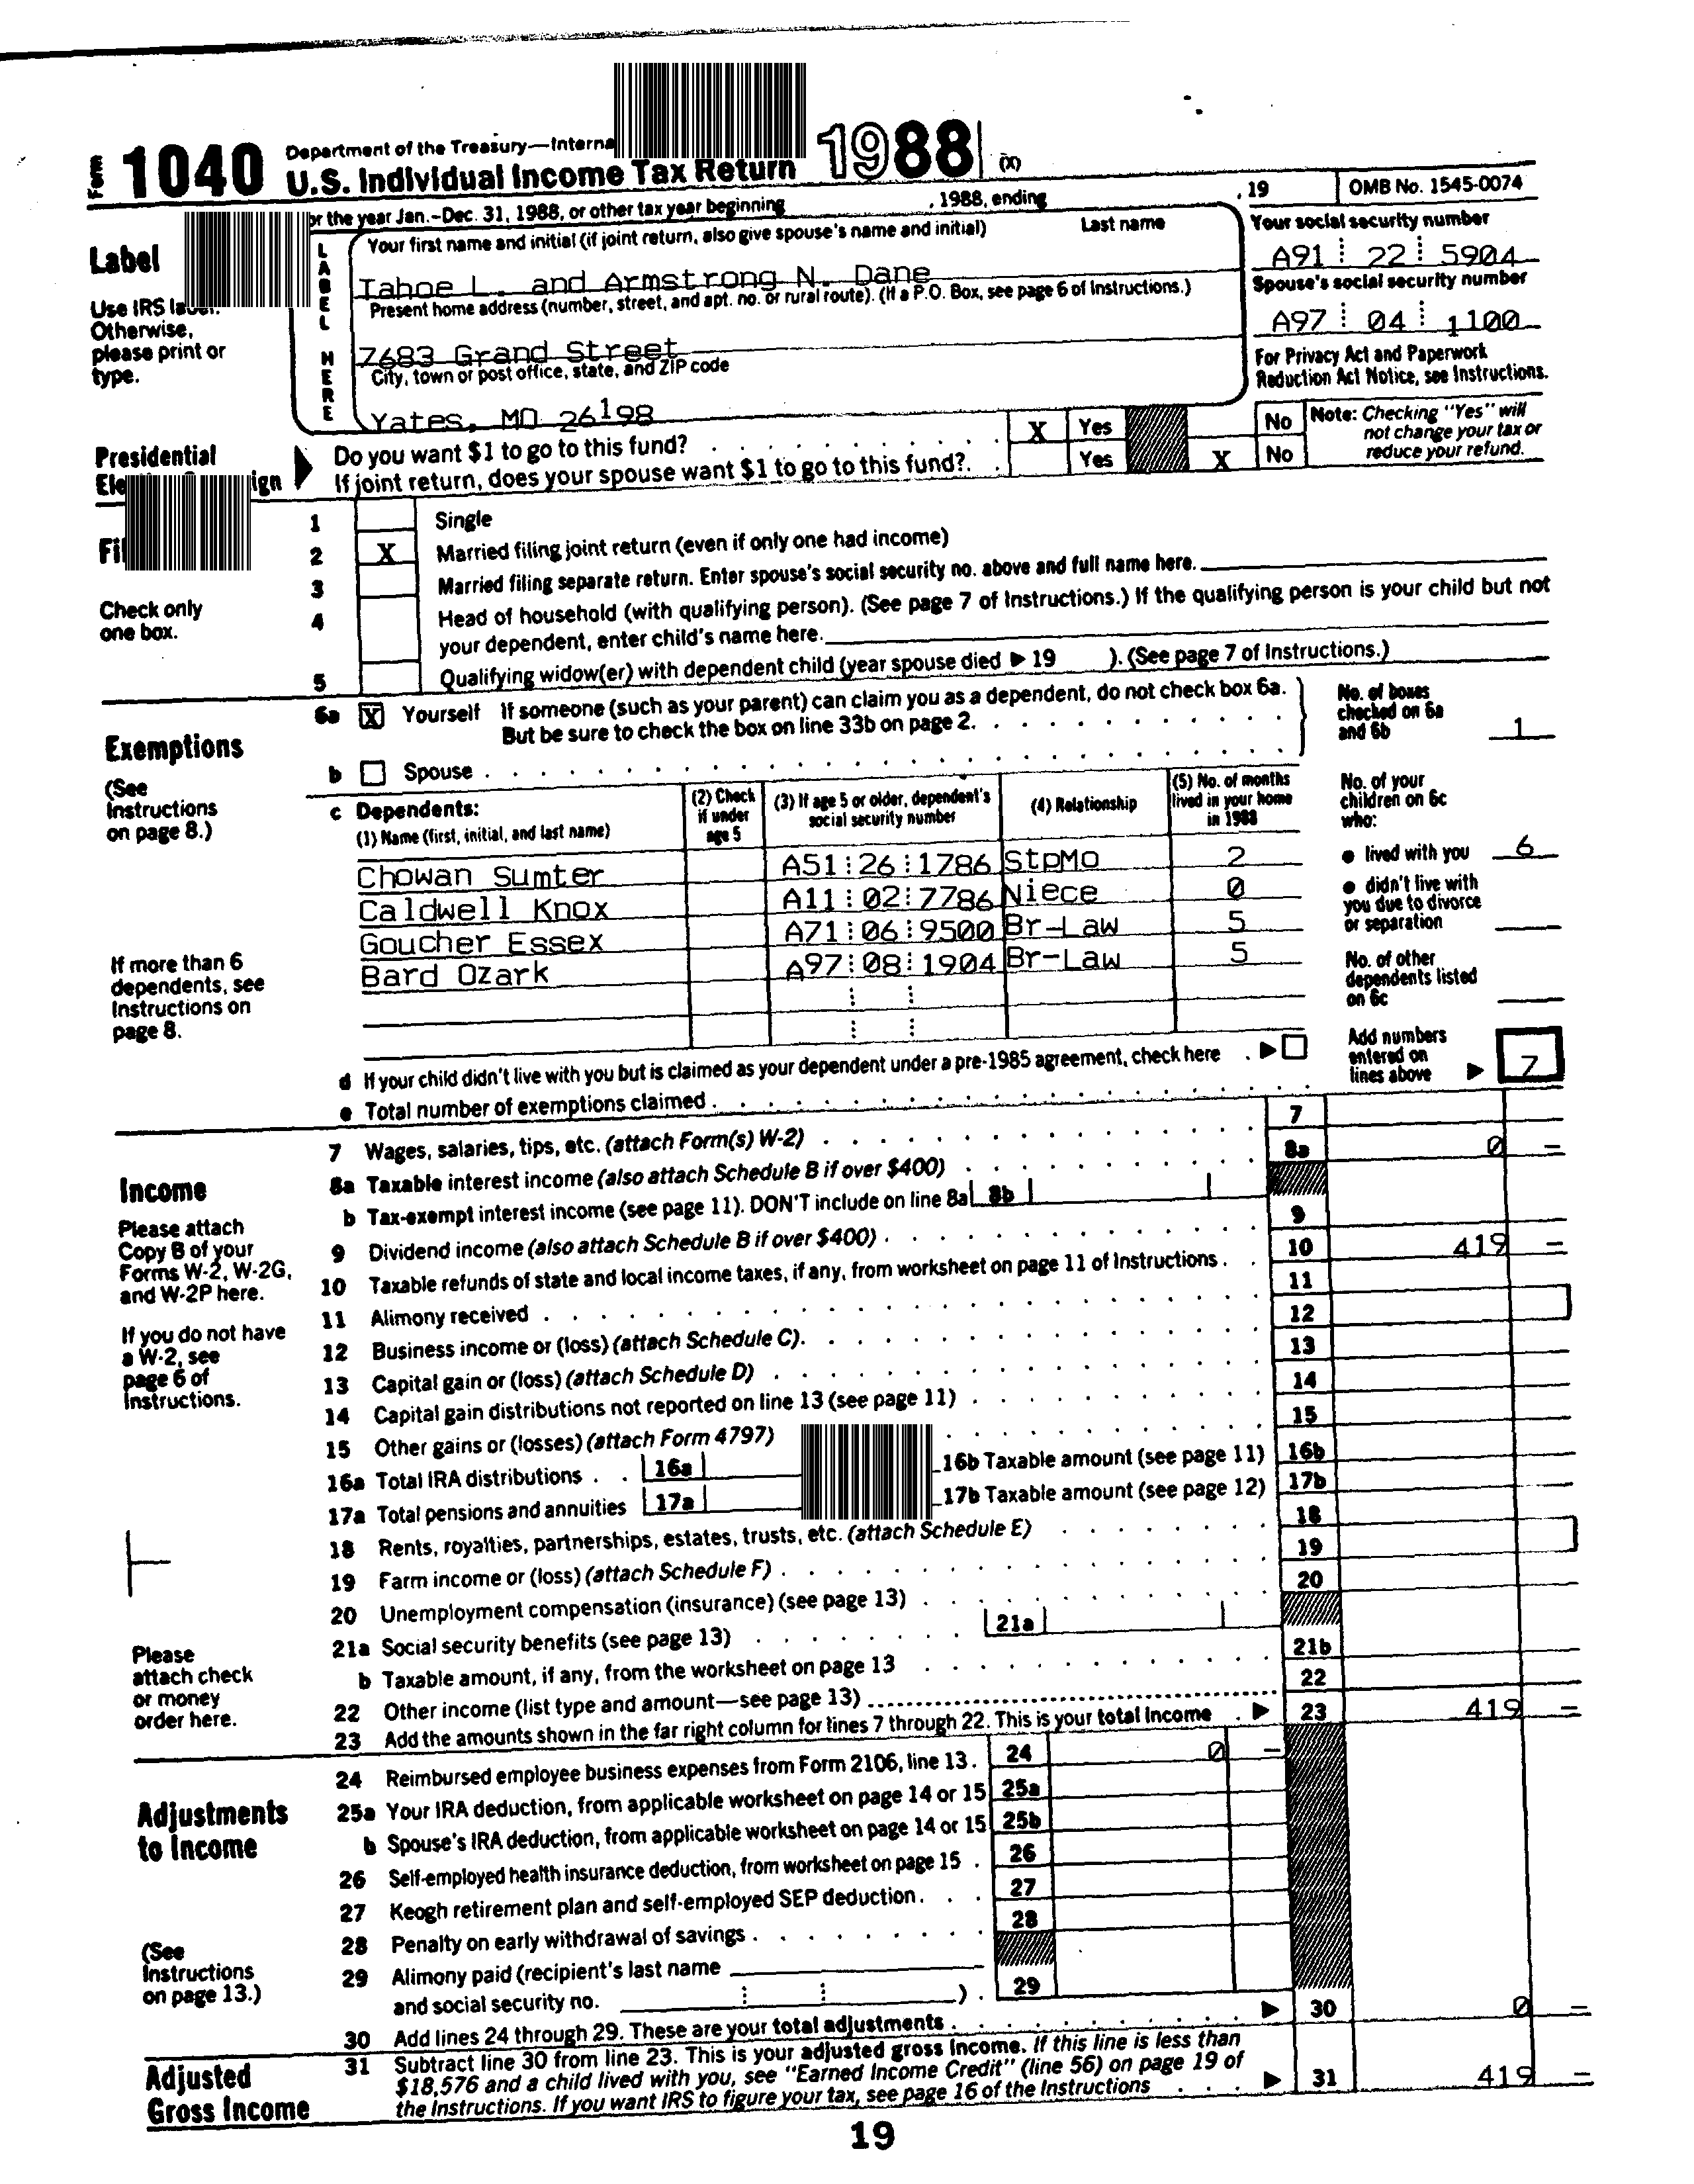 Form 1040 Department of the Treasury—Interna
U.S. Individual Income Tax Return 1988 (X)
or the year Jan.–Dec. 31, 1988, or other tax year beginning , 1988, ending , 19 OMB No. 1545-0074
Label
Use IRS label.
Otherwise,
please print or
type.
LABEL HERE
Your first name and initial (if joint return, also give spouse's name and initial) Last name
Tahoe L. and Armstrong N. Dane
Present home address (number, street, and apt. no. or rural route). (If a P.O. Box, see page 6 of Instructions.)
7683 Grand Street
City, town or post office, state, and ZIP code
Yates, MO 26198
Your social security number
A91 22 5904
Spouse's social security number
A97 04 1100
For Privacy Act and Paperwork
Reduction Act Notice, see Instructions.
Presidential
Ele ign
Do you want $1 to go to this fund? X Yes No
If joint return, does your spouse want $1 to go to this fund? Yes X No
Note: Checking "Yes" will
not change your tax or
reduce your refund.
Fil
Check only
one box.
1 Single
2 X Married filing joint return (even if only one had income)
3 Married filing separate return. Enter spouse's social security no. above and full name here.
4 Head of household (with qualifying person). (See page 7 of Instructions.) If the qualifying person is your child but not
your dependent, enter child's name here.
5 Qualifying widow(er) with dependent child (year spouse died ▶ 19 ). (See page 7 of Instructions.)
Exemptions
(See
Instructions
on page 8.)
If more than 6
dependents, see
Instructions on
page 8.
6a X Yourself If someone (such as your parent) can claim you as a dependent, do not check box 6a.
But be sure to check the box on line 33b on page 2.
b Spouse
c Dependents:
(1) Name (first, initial, and last name)
(2) Check
if under
age 5
(3) If age 5 or older, dependent's
social security number
(4) Relationship
(5) No. of months
lived in your home
in 1988
Chowan Sumter A51 26 1786 StpMo 2
Caldwell Knox A11 02 7786 Niece 0
Goucher Essex A71 06 9500 Br-Law 5
Bard Ozark A97 08 1904 Br-Law 5
No. of boxes
checked on 6a
and 6b 1
No. of your
children on 6c
who:
● lived with you 6
● didn't live with
you due to divorce
or separation
No. of other
dependents listed
on 6c
Add numbers
entered on
lines above ▶ 7
d If your child didn't live with you but is claimed as your dependent under a pre-1985 agreement, check here ▶
e Total number of exemptions claimed
Income
Please attach
Copy B of your
Forms W-2, W-2G,
and W-2P here.
If you do not have
a W-2, see
page 6 of
Instructions.
Please
attach check
or money
order here.
7 Wages, salaries, tips, etc. (attach Form(s) W-2) 7
8a Taxable interest income (also attach Schedule B if over $400) 8a 0 –
b Tax-exempt interest income (see page 11). DON'T include on line 8a 8b
9 Dividend income (also attach Schedule B if over $400) 9
10 Taxable refunds of state and local income taxes, if any, from worksheet on page 11 of Instructions 10 419 –
11 Alimony received 11
12 Business income or (loss) (attach Schedule C) 12
13 Capital gain or (loss) (attach Schedule D) 13
14 Capital gain distributions not reported on line 13 (see page 11) 14
15 Other gains or (losses) (attach Form 4797) 15
16a Total IRA distributions 16a 16b Taxable amount (see page 11) 16b
17a Total pensions and annuities 17a 17b Taxable amount (see page 12) 17b
18 Rents, royalties, partnerships, estates, trusts, etc. (attach Schedule E) 18
19 Farm income or (loss) (attach Schedule F) 19
20 Unemployment compensation (insurance) (see page 13) 20
21a Social security benefits (see page 13) 21a
b Taxable amount, if any, from the worksheet on page 13 21b
22 Other income (list type and amount—see page 13) 22
23 Add the amounts shown in the far right column for lines 7 through 22. This is your total income ▶ 23 419 –
Adjustments
to Income
(See
Instructions
on page 13.)
24 Reimbursed employee business expenses from Form 2106, line 13. 24 0 –
25a Your IRA deduction, from applicable worksheet on page 14 or 15 25a
b Spouse's IRA deduction, from applicable worksheet on page 14 or 15 25b
26 Self-employed health insurance deduction, from worksheet on page 15 26
27 Keogh retirement plan and self-employed SEP deduction 27
28 Penalty on early withdrawal of savings 28
29 Alimony paid (recipient's last name
and social security no. ) 29
30 Add lines 24 through 29. These are your total adjustments ▶ 30 0 –
Adjusted
Gross Income
31 Subtract line 30 from line 23. This is your adjusted gross income. If this line is less than
$18,576 and a child lived with you, see "Earned Income Credit" (line 56) on page 19 of
the Instructions. If you want IRS to figure your tax, see page 16 of the Instructions ▶ 31 419 –
19